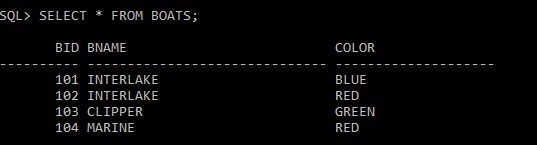 SQL> SELECT * FROM BOATS;
BID BNAME COLOR
---------- ------------------------------ --------------------
101 INTERLAKE BLUE
102 INTERLAKE RED
103 CLIPPER GREEN
104 MARINE RED